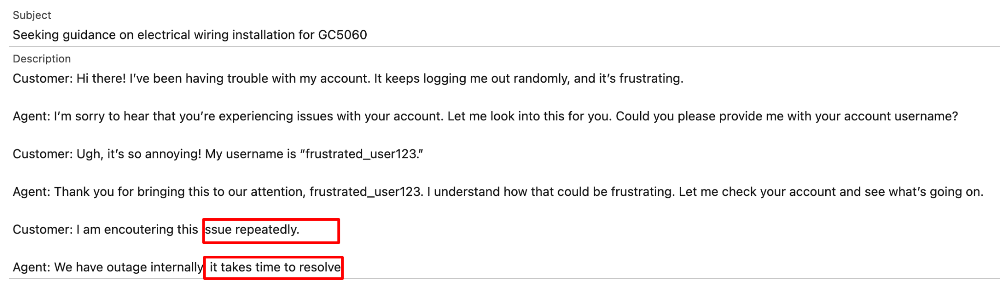 Subject
Seeking guidance on electrical wiring installation for GC5060
Description
Customer: Hi there! I’ve been having trouble with my account. It keeps logging me out randomly, and it’s frustrating.
Agent: I’m sorry to hear that you’re experiencing issues with your account. Let me look into this for you. Could you please provide me with your account username?
Customer: Ugh, it’s so annoying! My username is “frustrated_user123.”
Agent: Thank you for bringing this to our attention, frustrated_user123. I understand how that could be frustrating. Let me check your account and see what’s going on.
Customer: I am encoutering this issue repeatedly.
Agent: We have outage internally it takes time to resolve